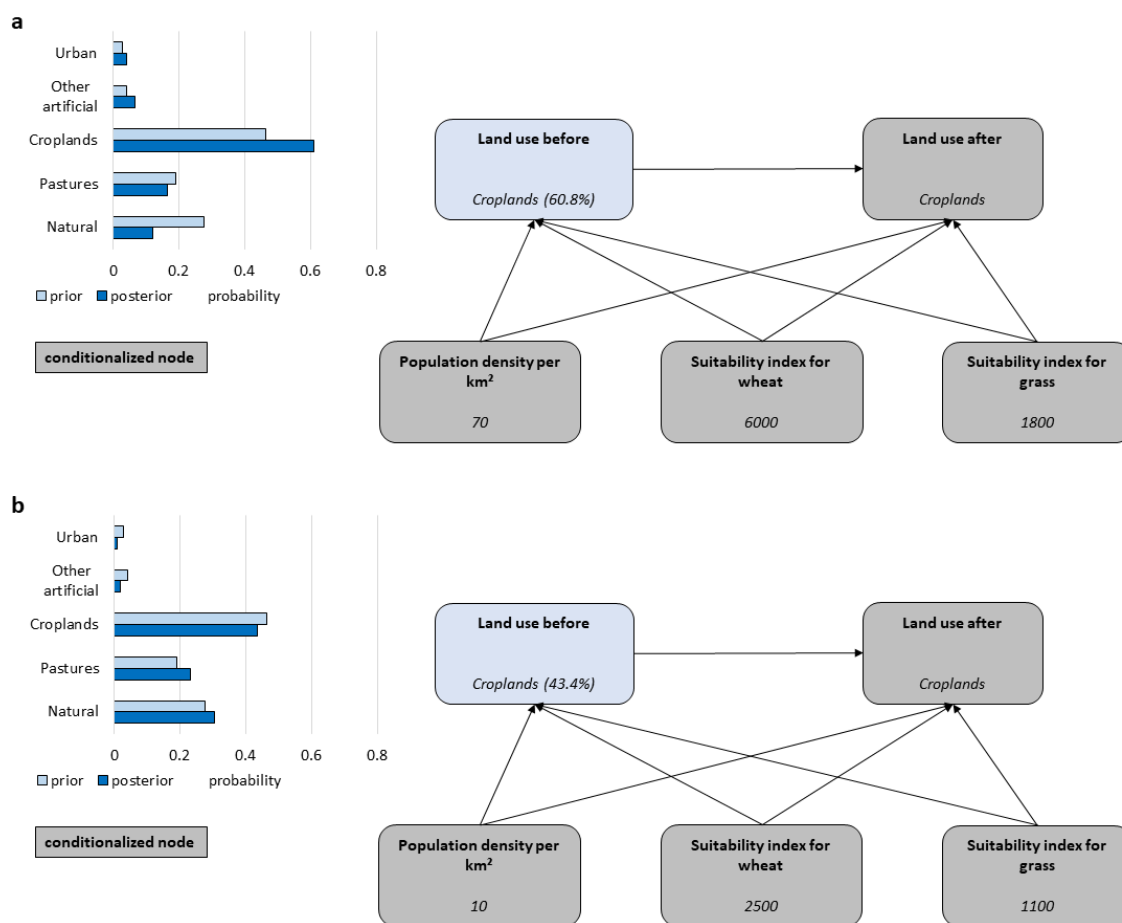 a
Urban
Other
artificial
Croplands
Pastures
Natural
0 0.2 0.4 0.6 0.8
prior posterior probability
conditionalized node
Land use before
Croplands (60.8%)
Land use after
Croplands
Population density per
km²
70
Suitability index for
wheat
6000
Suitability index for
grass
1800
b
Urban
Other
artificial
Croplands
Pastures
Natural
0 0.2 0.4 0.6 0.8
prior posterior probability
conditionalized node
Land use before
Croplands (43.4%)
Land use after
Croplands
Population density per
km²
10
Suitability index for
wheat
2500
Suitability index for
grass
1100